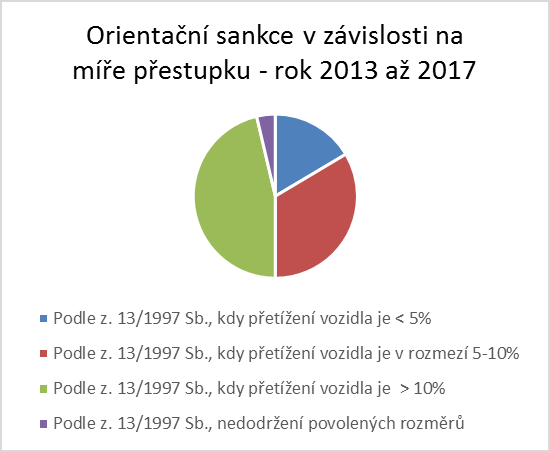 Orientační sankce v závislosti na
míře přestupku - rok 2013 až 2017
Podle z. 13/1997 Sb., kdy přetížení vozidla je < 5%
Podle z. 13/1997 Sb., kdy přetížení vozidla je v rozmezí 5-10%
Podle z. 13/1997 Sb., kdy přetížení vozidla je  > 10%
Podle z. 13/1997 Sb., nedodržení povolených rozměrů